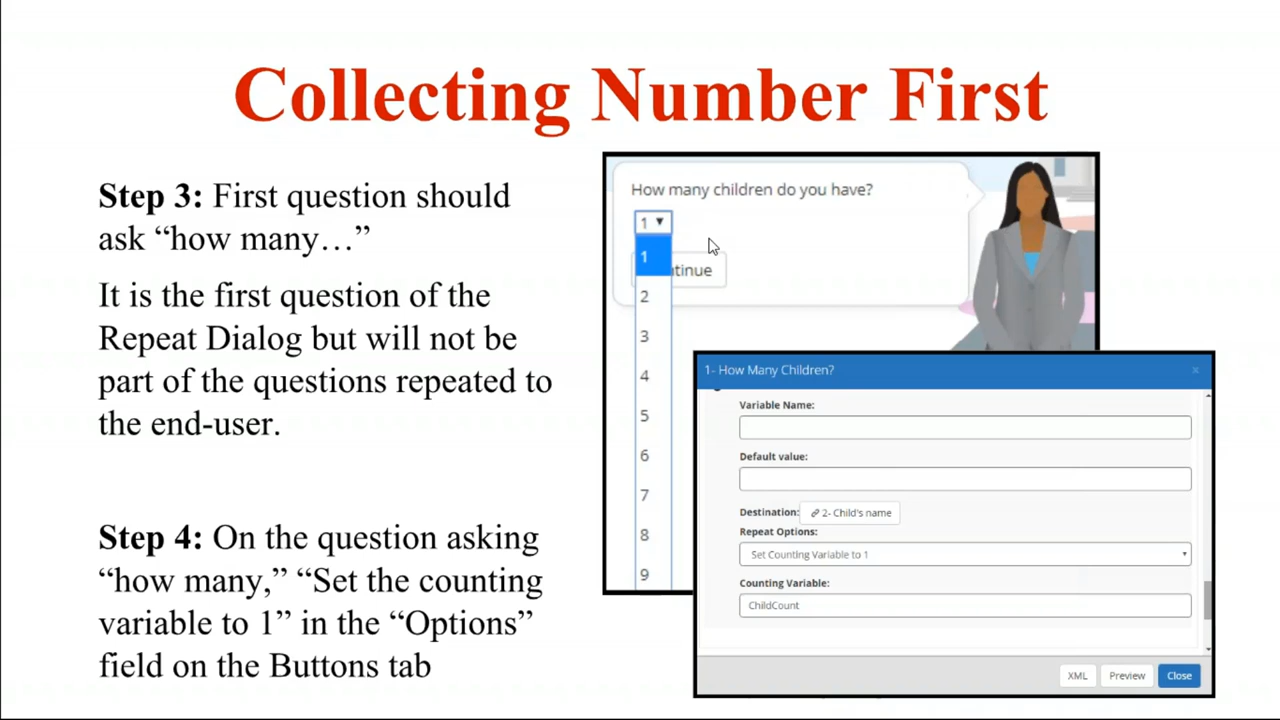 Collecting Number First
Step 3: First question should
ask “how many…”
It is the first question of the
Repeat Dialog but will not be
part of the questions repeated to
the end-user.
Step 4: On the question asking
“how many,” “Set the counting
variable to 1” in the “Options”
field on the Buttons tab
How many children do you have?
1
1
tinue
2
3
4
5
6
7
8
9
1- How Many Children?
Variable Name:
Default value:
Destination: 2- Child's name
Repeat Options:
Set Counting Variable to 1
Counting Variable:
ChildCount
XML Preview Close